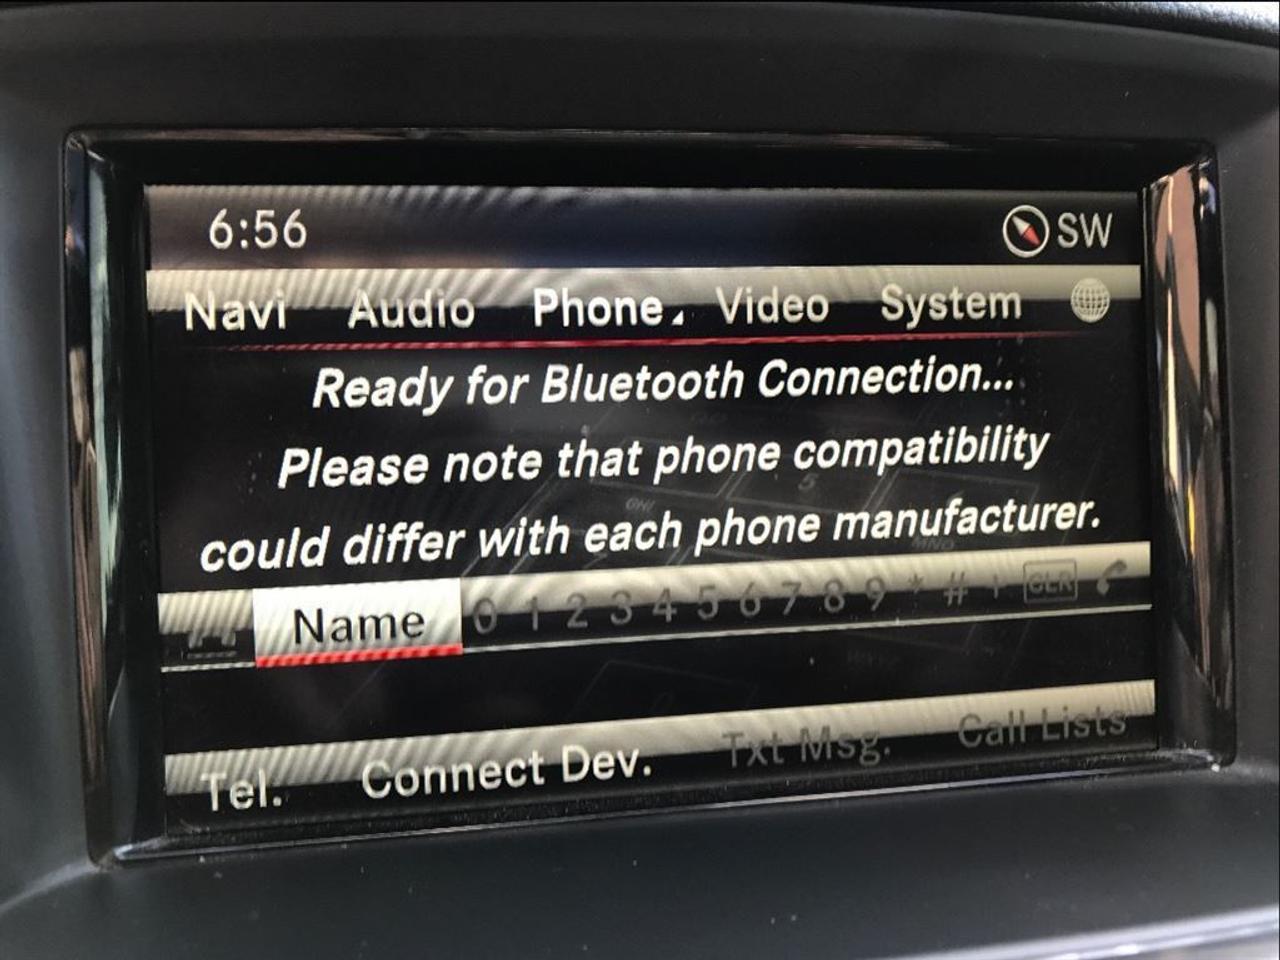 6:56 SW
Navi Audio Phone Video System
Ready for Bluetooth Connection...
Please note that phone compatibility
could differ with each phone manufacturer.
Name 0 1 2 3 4 5 6 7 8 9 * # + CLR
Tel. Connect Dev. Txt Msg. Call Lists